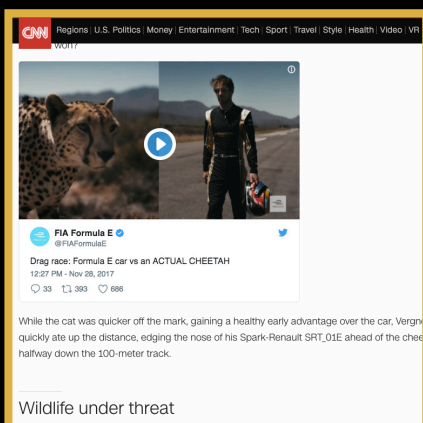 CNN Regions | U.S. Politics | Money | Entertainment | Tech | Sport | Travel | Style | Health | Video | VR
won?
FIA Formula E
@FIAFormulaE
Drag race: Formula E car vs an ACTUAL CHEETAH
12:27 PM - Nov 28, 2017
33 393 686
While the cat was quicker off the mark, gaining a healthy early advantage over the car, Vergn
quickly ate up the distance, edging the nose of his Spark-Renault SRT_01E ahead of the chee
halfway down the 100-meter track.
Wildlife under threat